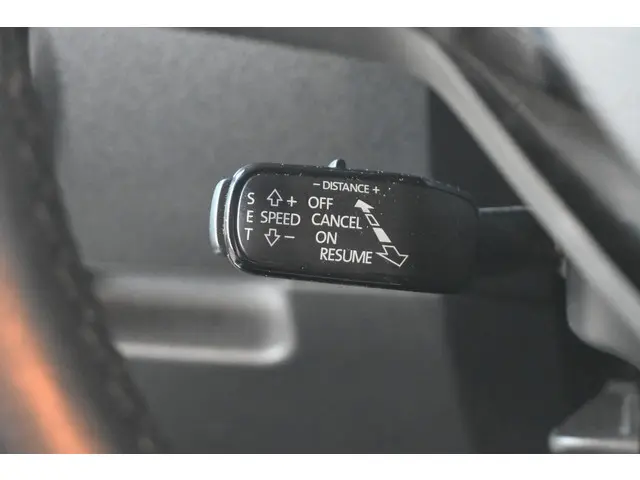 − DISTANCE +
S ⇧ + OFF
E SPEED CANCEL
T ⇩ − ON
RESUME